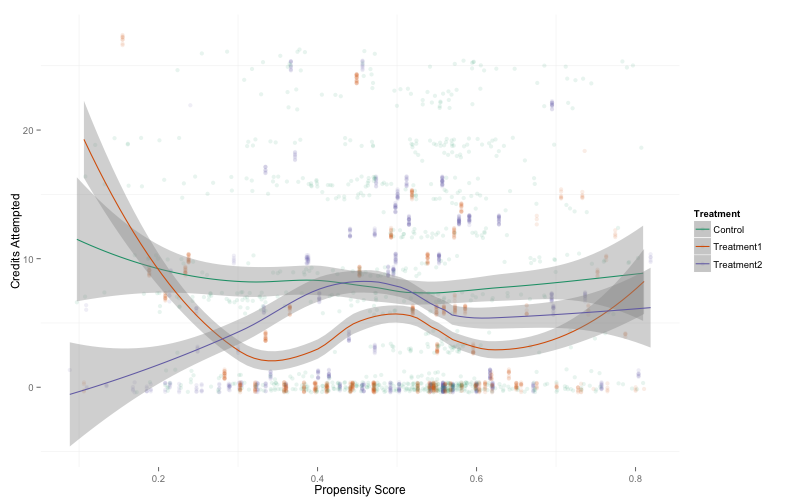 Credits Attempted
20
10
0
0.2
0.4
0.6
0.8
Propensity Score
Treatment
Control
Treatment1
Treatment2